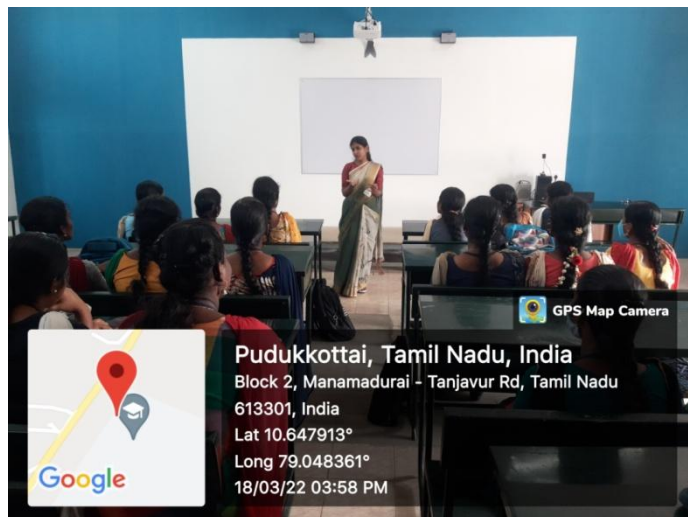 GPS Map Camera
Pudukkottai, Tamil Nadu, India
Block 2, Manamadurai - Tanjavur Rd, Tamil Nadu
613301, India
Lat 10.647913°
Long 79.048361°
18/03/22 03:58 PM
Google